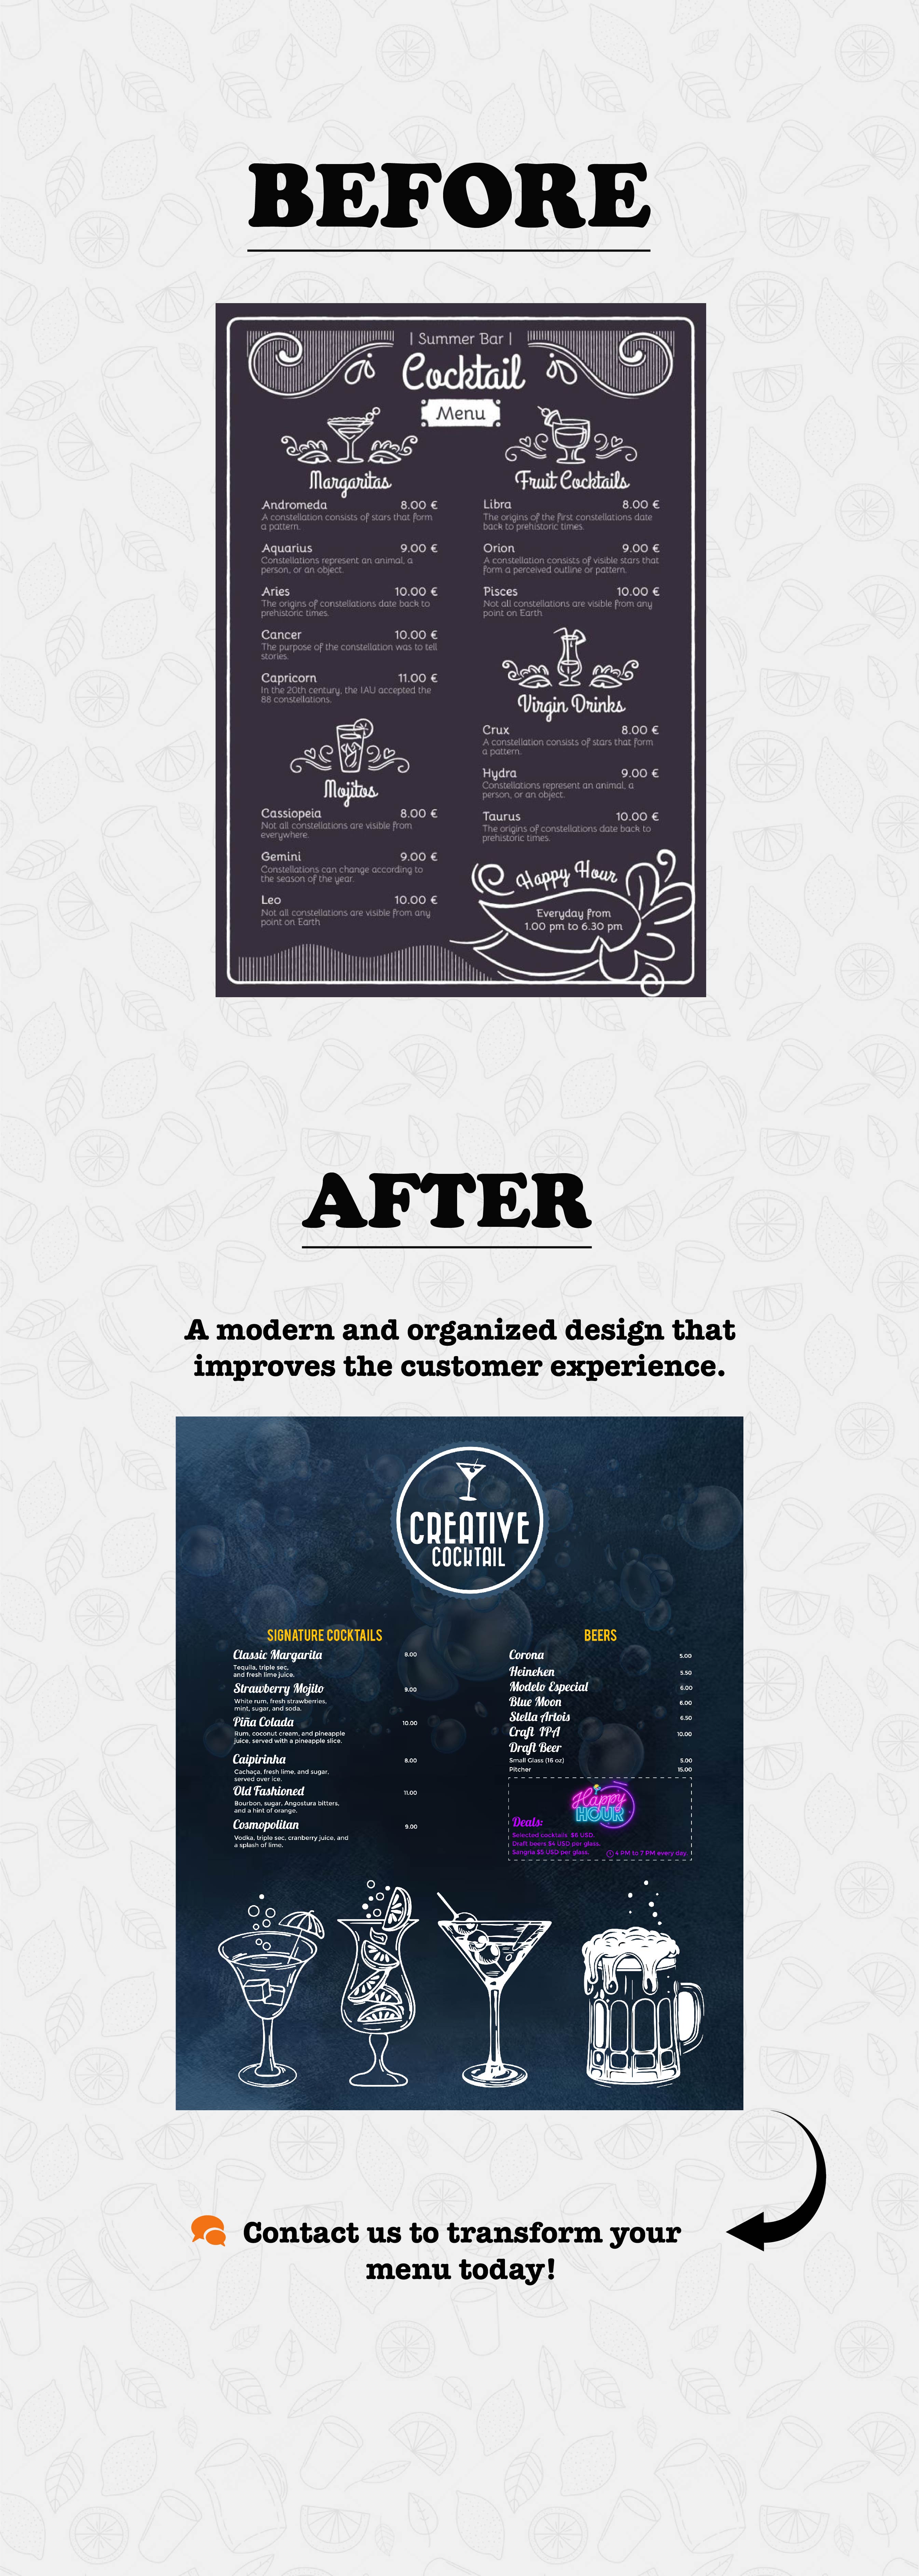 BEFORE
| Summer Bar |
Cocktail
Menu
Margaritas
Andromeda 8.00 €
A constellation consists of stars that form
a pattern.
Aquarius 9.00 €
Constellations represent an animal, a
person, or an object.
Aries 10.00 €
The origins of constellations date back to
prehistoric times.
Cancer 10.00 €
The purpose of the constellation was to tell
stories.
Capricorn 11.00 €
In the 20th century, the IAU accepted the
88 constellations.
Mojitos
Cassiopeia 8.00 €
Not all constellations are visible from
everywhere.
Gemini 9.00 €
Constellations can change according to
the season of the year.
Leo 10.00 €
Not all constellations are visible from any
point on Earth
Fruit Cocktails
Libra 8.00 €
The origins of the first constellations date
back to prehistoric times.
Orion 9.00 €
A constellation consists of visible stars that
form a perceived outline or pattern.
Pisces 10.00 €
Not all constellations are visible from any
point on Earth
Virgin Drinks
Crux 8.00 €
A constellation consists of stars that form
a pattern.
Hydra 9.00 €
Constellations represent an animal, a
person, or an object.
Taurus 10.00 €
The origins of constellations date back to
prehistoric times.
Happy Hour
Everyday from
1.00 pm to 6.30 pm
AFTER
A modern and organized design that
improves the customer experience.
CREATIVE
COCKTAIL
SIGNATURE COCKTAILS
Classic Margarita 8.00
Tequila, triple sec,
and fresh lime juice.
Strawberry Mojito 9.00
White rum, fresh strawberries,
mint, sugar, and soda.
Piña Colada 10.00
Rum, coconut cream, and pineapple
juice, served with a pineapple slice.
Caipirinha 8.00
Cachaça, fresh lime, and sugar,
served over ice.
Old Fashioned 11.00
Bourbon, sugar, Angostura bitters,
and a hint of orange.
Cosmopolitan 9.00
Vodka, triple sec, cranberry juice, and
a splash of lime.
BEERS
Corona 5.00
Heineken 5.50
Modelo Especial 6.00
Blue Moon 6.00
Stella Artois 6.50
Craft IPA 10.00
Draft Beer
Small Glass (16 oz) 5.00
Pitcher 15.00
Happy
HOUR
Deals:
Selected cocktails $6 USD.
Draft beers $4 USD per glass.
Sangria $5 USD per glass.
4 PM to 7 PM every day.
Contact us to transform your
menu today!